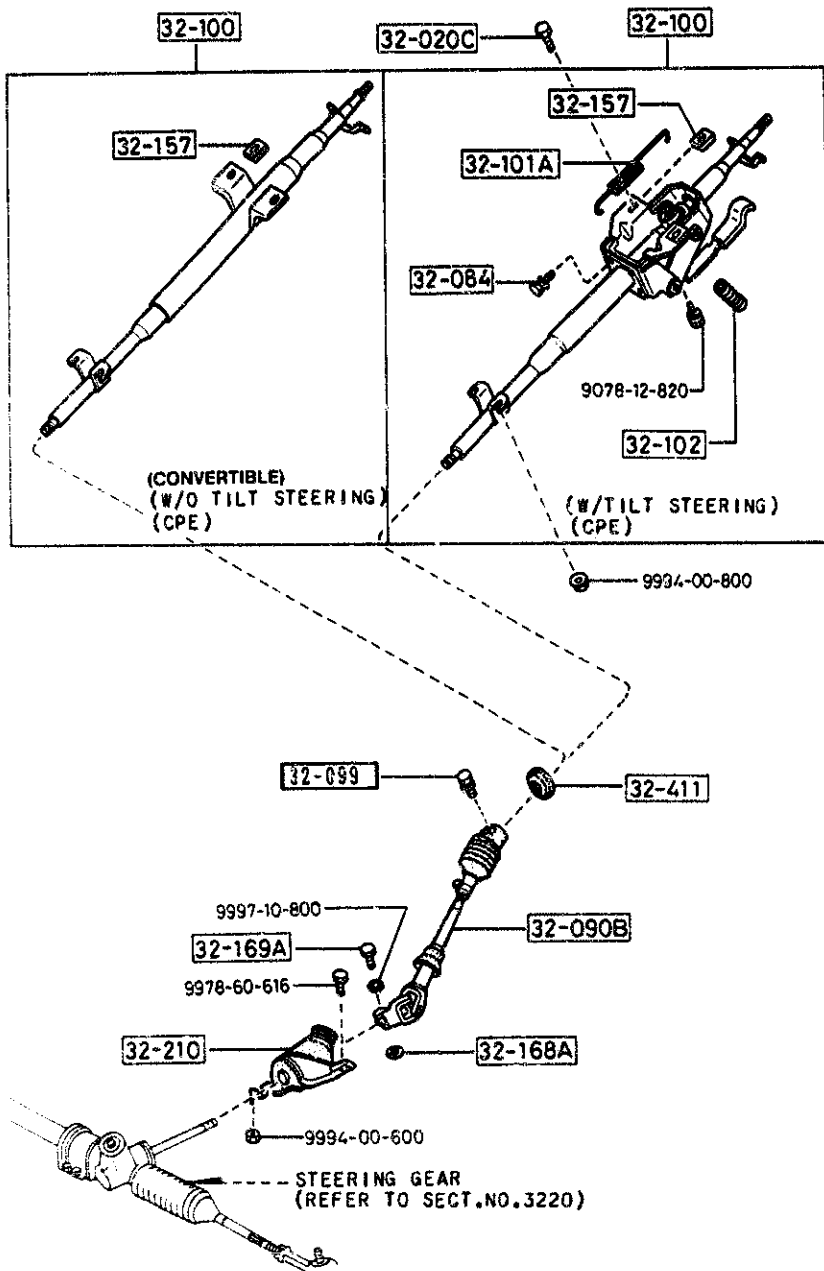 32-100
32-020C
32-100
32-157
32-157
32-101A
32-084
9078-12-820
32-102
(CONVERTIBLE)
(W/O TILT STEERING)
(CPE)
(W/TILT STEERING)
(CPE)
9994-00-800
32-099
32-411
9997-10-800
32-090B
32-169A
9978-60-616
32-210
32-168A
9994-00-600
STEERING GEAR
(REFER TO SECT.NO.3220)